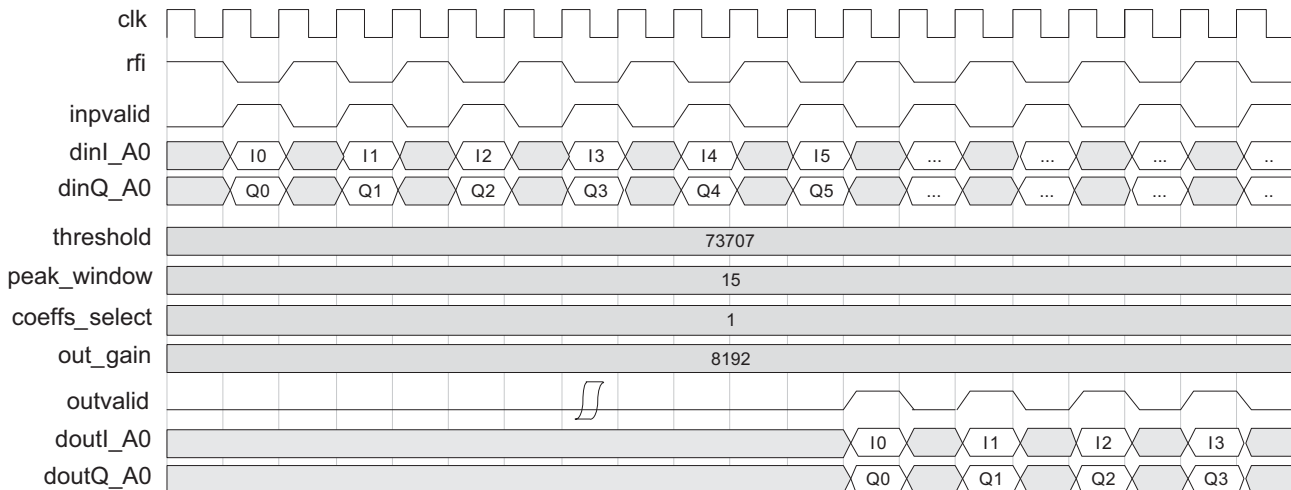 clk
rfi
inpvalid
dinI_A0 I0 I1 I2 I3 I4 I5 ... ... ... ..
dinQ_A0 Q0 Q1 Q2 Q3 Q4 Q5 ... ... ... ..
threshold 73707
peak_window 15
coeffs_select 1
out_gain 8192
outvalid
doutI_A0 I0 I1 I2 I3
doutQ_A0 Q0 Q1 Q2 Q3